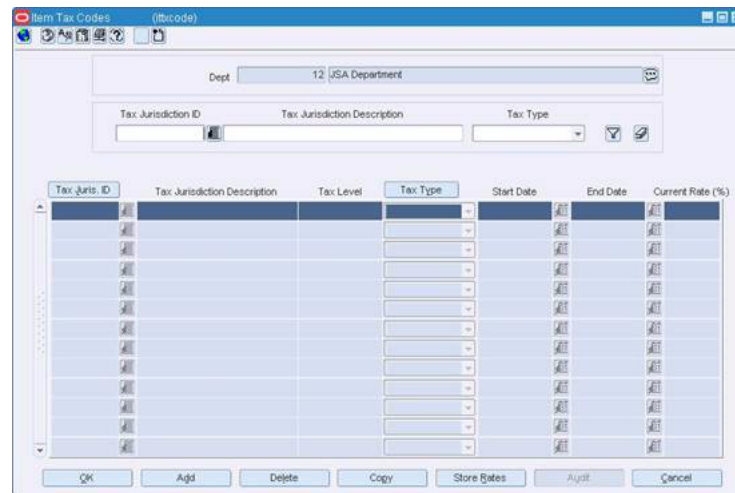 Item Tax Codes (ittxcode)
Dept 12 JSA Department
Tax Jurisdiction ID Tax Jurisdiction Description Tax Type
Tax Juris. ID Tax Jurisdiction Description Tax Level Tax Type Start Date End Date Current Rate (%)
OK Add Delete Copy Store Rates Audit Cancel